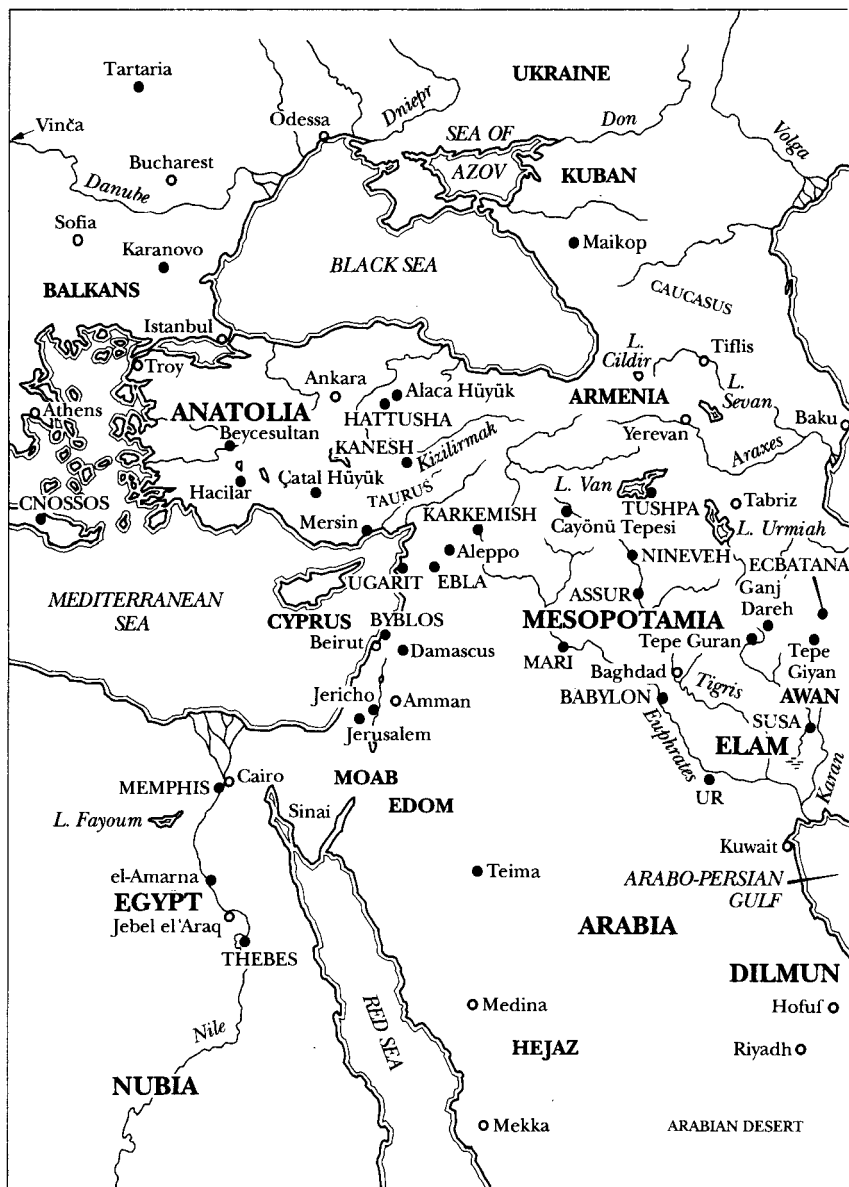 Tartaria
UKRAINE
Vinča
Odessa
Dniepr
SEA OF
AZOV
Don
Volga
Bucharest
Danube
KUBAN
Sofia
Karanovo
Maikop
BLACK SEA
BALKANS
CAUCASUS
Istanbul
L.
Cildir
Tiflis
Troy
Ankara
Alaca Hüyük
ARMENIA
L.
Sevan
Athens
ANATOLIA
HATTUSHA
Baku
Beycesultan
KANESH
Kizilirmak
Yerevan
Araxes
Hacilar
Çatal Hüyük
TAURUS
L. Van
TUSHPA
Tabriz
CNOSSOS
Mersin
KARKEMISH
Cayönü Tepesi
L. Urmiah
Aleppo
NINEVEH
ECBATANA
UGARIT
EBLA
ASSUR
Ganj
Dareh
MEDITERRANEAN
SEA
CYPRUS
BYBLOS
MESOPOTAMIA
Beirut
Damascus
MARI
Tepe Guran
Tepe
Giyan
Baghdad
Tigris
Jericho
Amman
BABYLON
AWAN
Jerusalem
Euphrates
SUSA
ELAM
MOAB
Karan
MEMPHIS
Cairo
EDOM
UR
L. Fayoum
Sinai
Kuwait
el-Amarna
Teima
ARABO-PERSIAN
GULF
EGYPT
Jebel el 'Araq
ARABIA
THEBES
DILMUN
RED SEA
Medina
Hofuf
Nile
HEJAZ
Riyadh
NUBIA
Mekka
ARABIAN DESERT